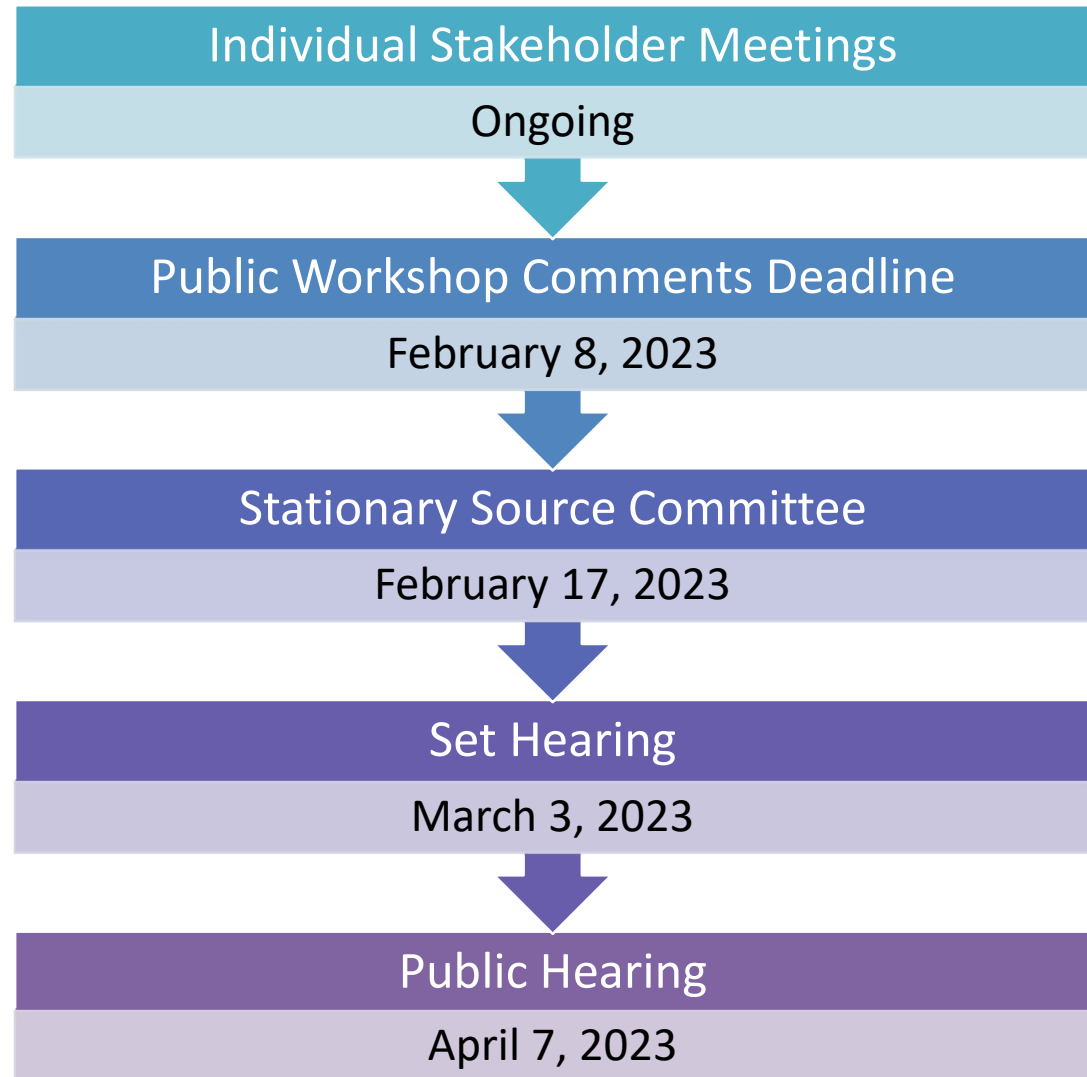 Individual Stakeholder Meetings
Ongoing
Public Workshop Comments Deadline
February 8, 2023
Stationary Source Committee
February 17, 2023
Set Hearing
March 3, 2023
Public Hearing
April 7, 2023